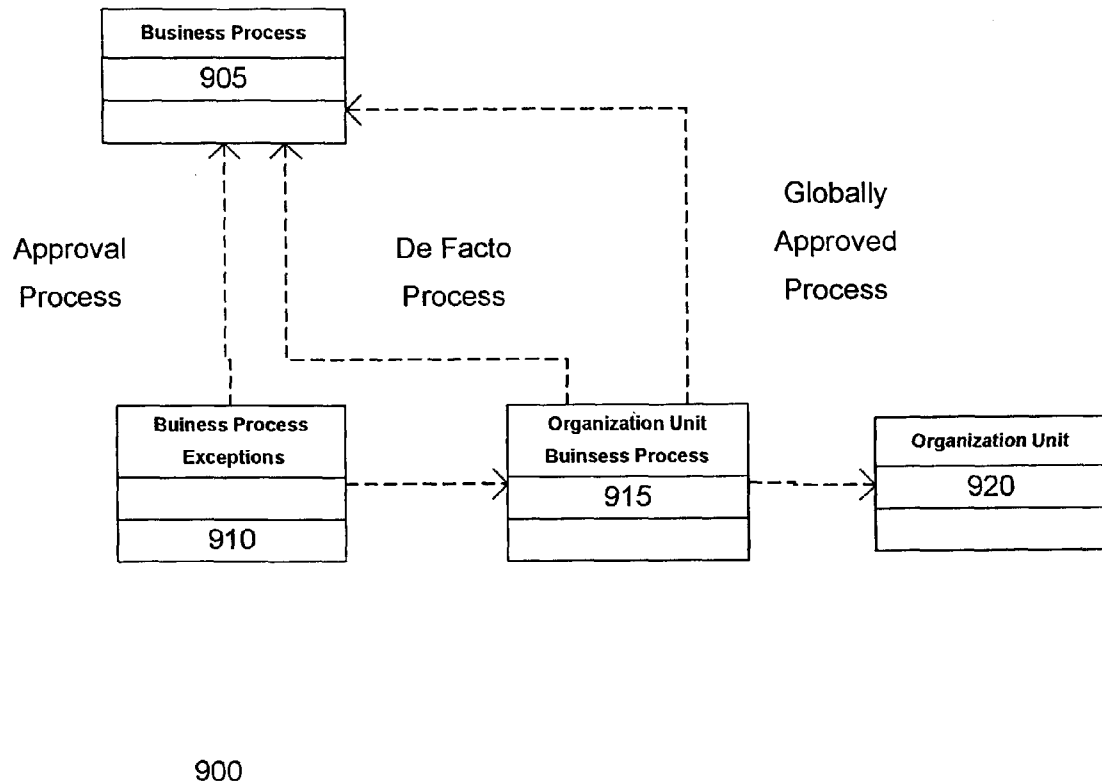 Business Process
905
Approval
Process
De Facto
Process
Globally
Approved
Process
Buiness Process
Exceptions
910
Organization Unit
Buinsess Process
915
Organization Unit
920
900